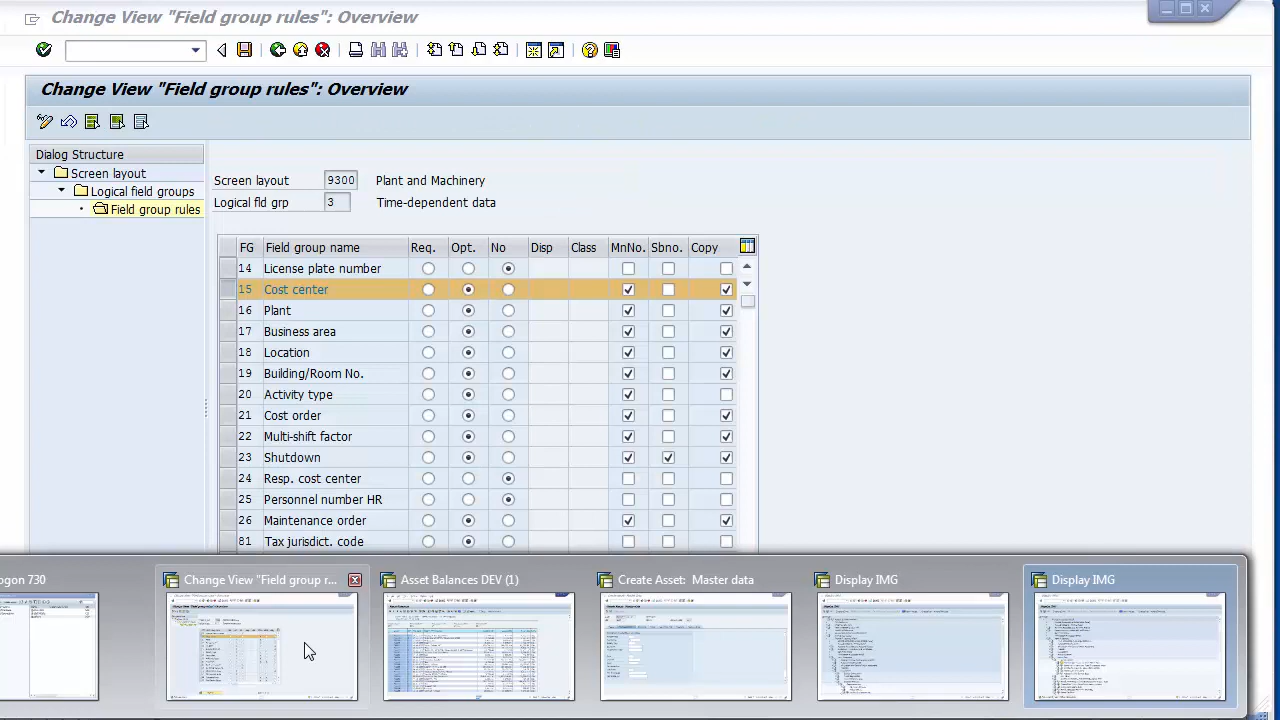 Change View "Field group rules": Overview
Change View "Field group rules": Overview
Dialog Structure
Screen layout
Logical field groups
Field group rules
Screen layout 9300 Plant and Machinery
Logical fld grp 3 Time-dependent data
FG Field group name Req. Opt. No Disp Class MnNo. Sbno. Copy
14 License plate number
15 Cost center
16 Plant
17 Business area
18 Location
19 Building/Room No.
20 Activity type
21 Cost order
22 Multi-shift factor
23 Shutdown
24 Resp. cost center
25 Personnel number HR
26 Maintenance order
81 Tax jurisdict. code
ogon 730
Change View "Field group r...
Asset Balances DEV (1)
Create Asset: Master data
Display IMG
Display IMG